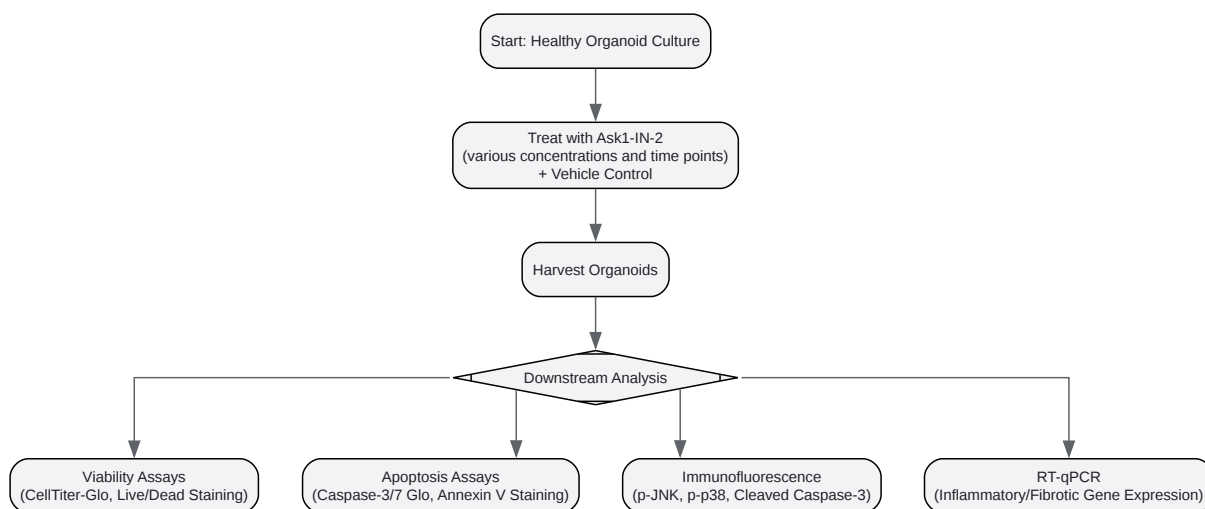 Start: Healthy Organoid Culture
Treat with Ask1-IN-2
(various concentrations and time points)
+ Vehicle Control
Harvest Organoids
Downstream Analysis
Viability Assays
(CellTiter-Glo, Live/Dead Staining)
Apoptosis Assays
(Caspase-3/7 Glo, Annexin V Staining)
Immunofluorescence
(p-JNK, p-p38, Cleaved Caspase-3)
RT-qPCR
(Inflammatory/Fibrotic Gene Expression)